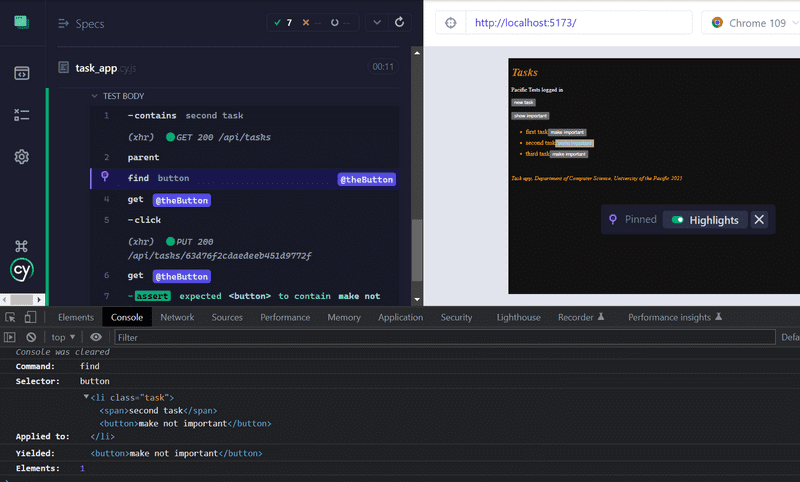 Specs
7 -- --
http://localhost:5173/
Chrome 109
task_app.cy.js 00:11
TEST BODY
1 -contains second task
(xhr) GET 200 /api/tasks
2 parent
find button @theButton
4 get @theButton
5 -click
(xhr) PUT 200
/api/tasks/63d76f2cdaedeeb451d9772f
6 get @theButton
7 -assert expected <button> to contain make not
cy
Tasks
Pacific Tests logged in
new task
show important
first task make important
second task
third task make important
Task app, Department of Computer Science, University of the Pacific 2023
Pinned Highlights
Elements Console Network Sources Performance Memory Application Security Lighthouse Recorder Performance insights
top Filter Defa
Console was cleared
Command: find
Selector: button
<li class="task">
<span>second task</span>
<button>make not important</button>
Applied to: </li>
Yielded: <button>make not important</button>
Elements: 1